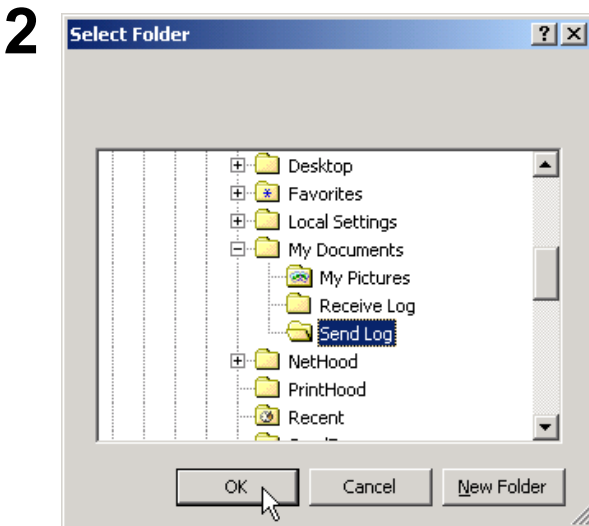 2
Select Folder
Desktop
Favorites
Local Settings
My Documents
My Pictures
Receive Log
Send Log
NetHood
PrintHood
Recent
OK Cancel New Folder